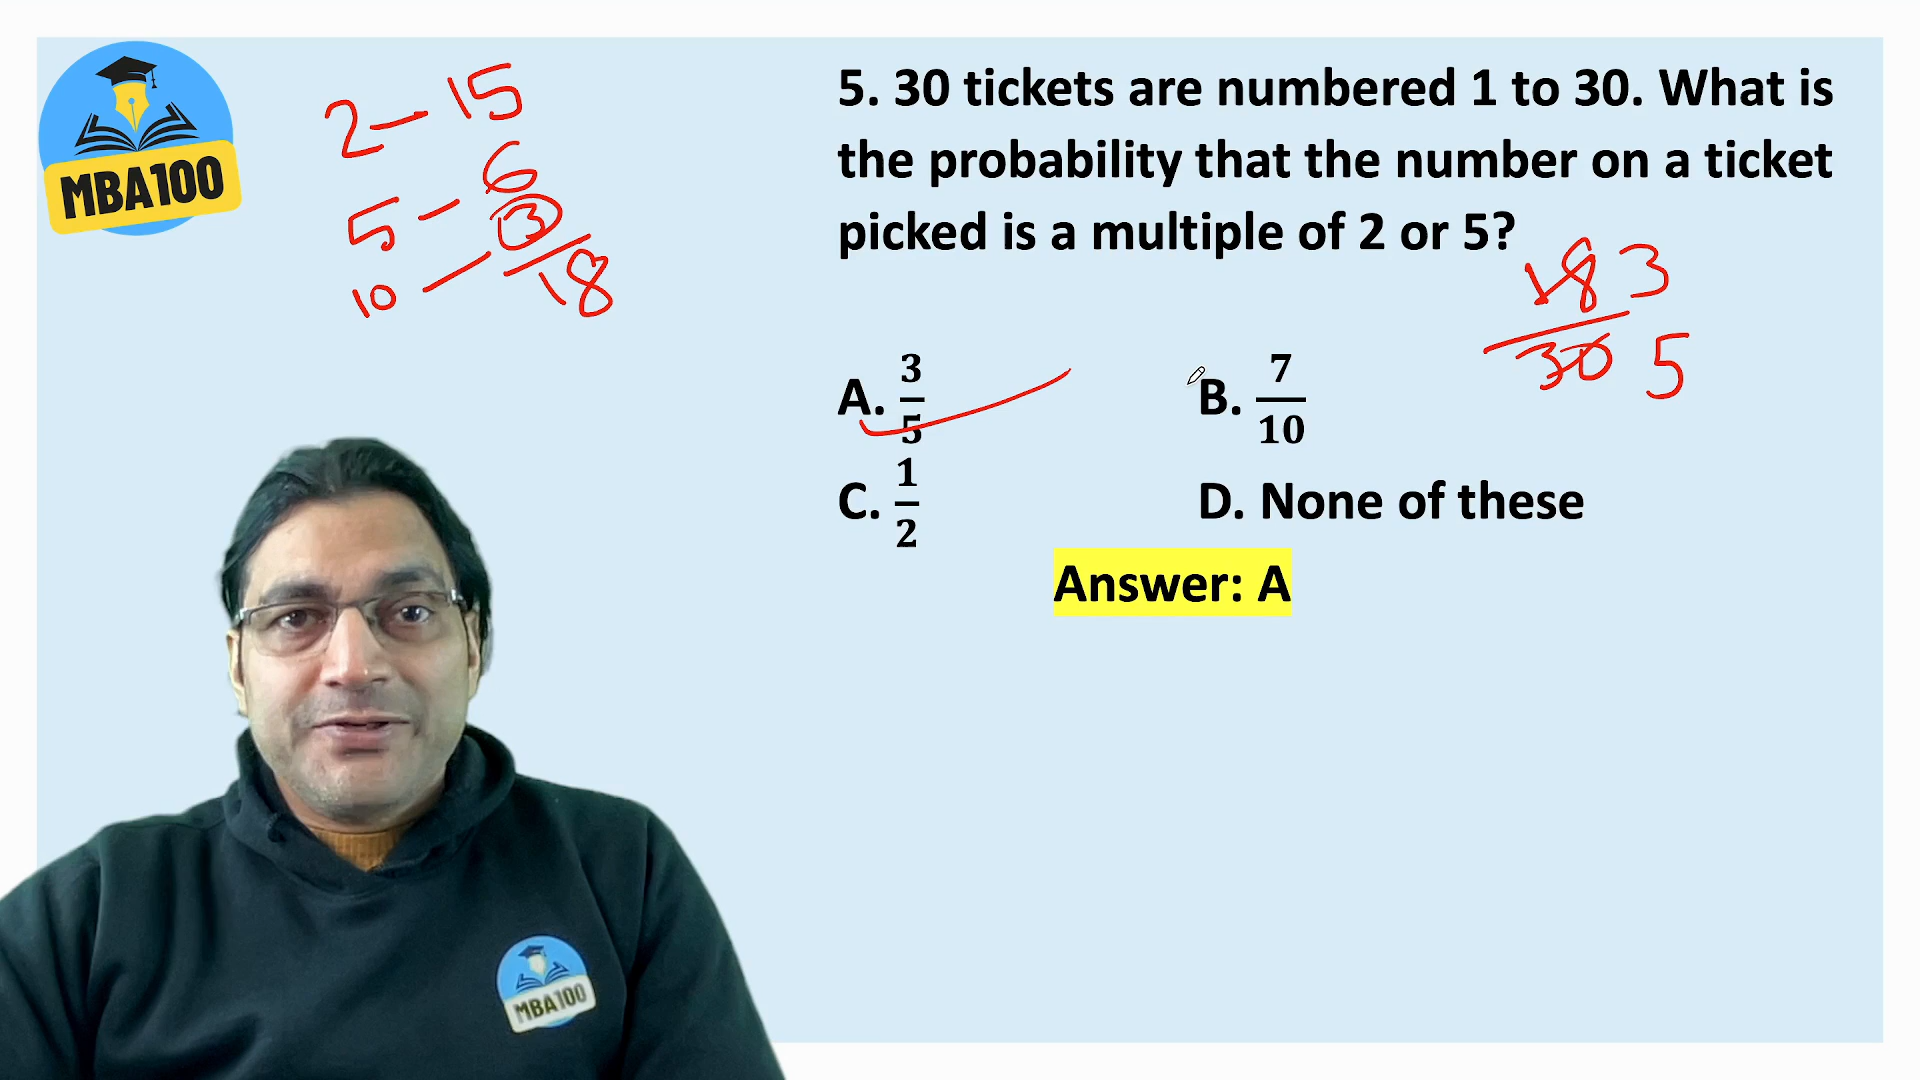 MBA100
2 - 15
5 - 6
10 - 3
18
5. 30 tickets are numbered 1 to 30. What is
the probability that the number on a ticket
picked is a multiple of 2 or 5?
18 3
30 5
A. 3/5
B. 7/10
C. 1/2
D. None of these
Answer: A
MBA100